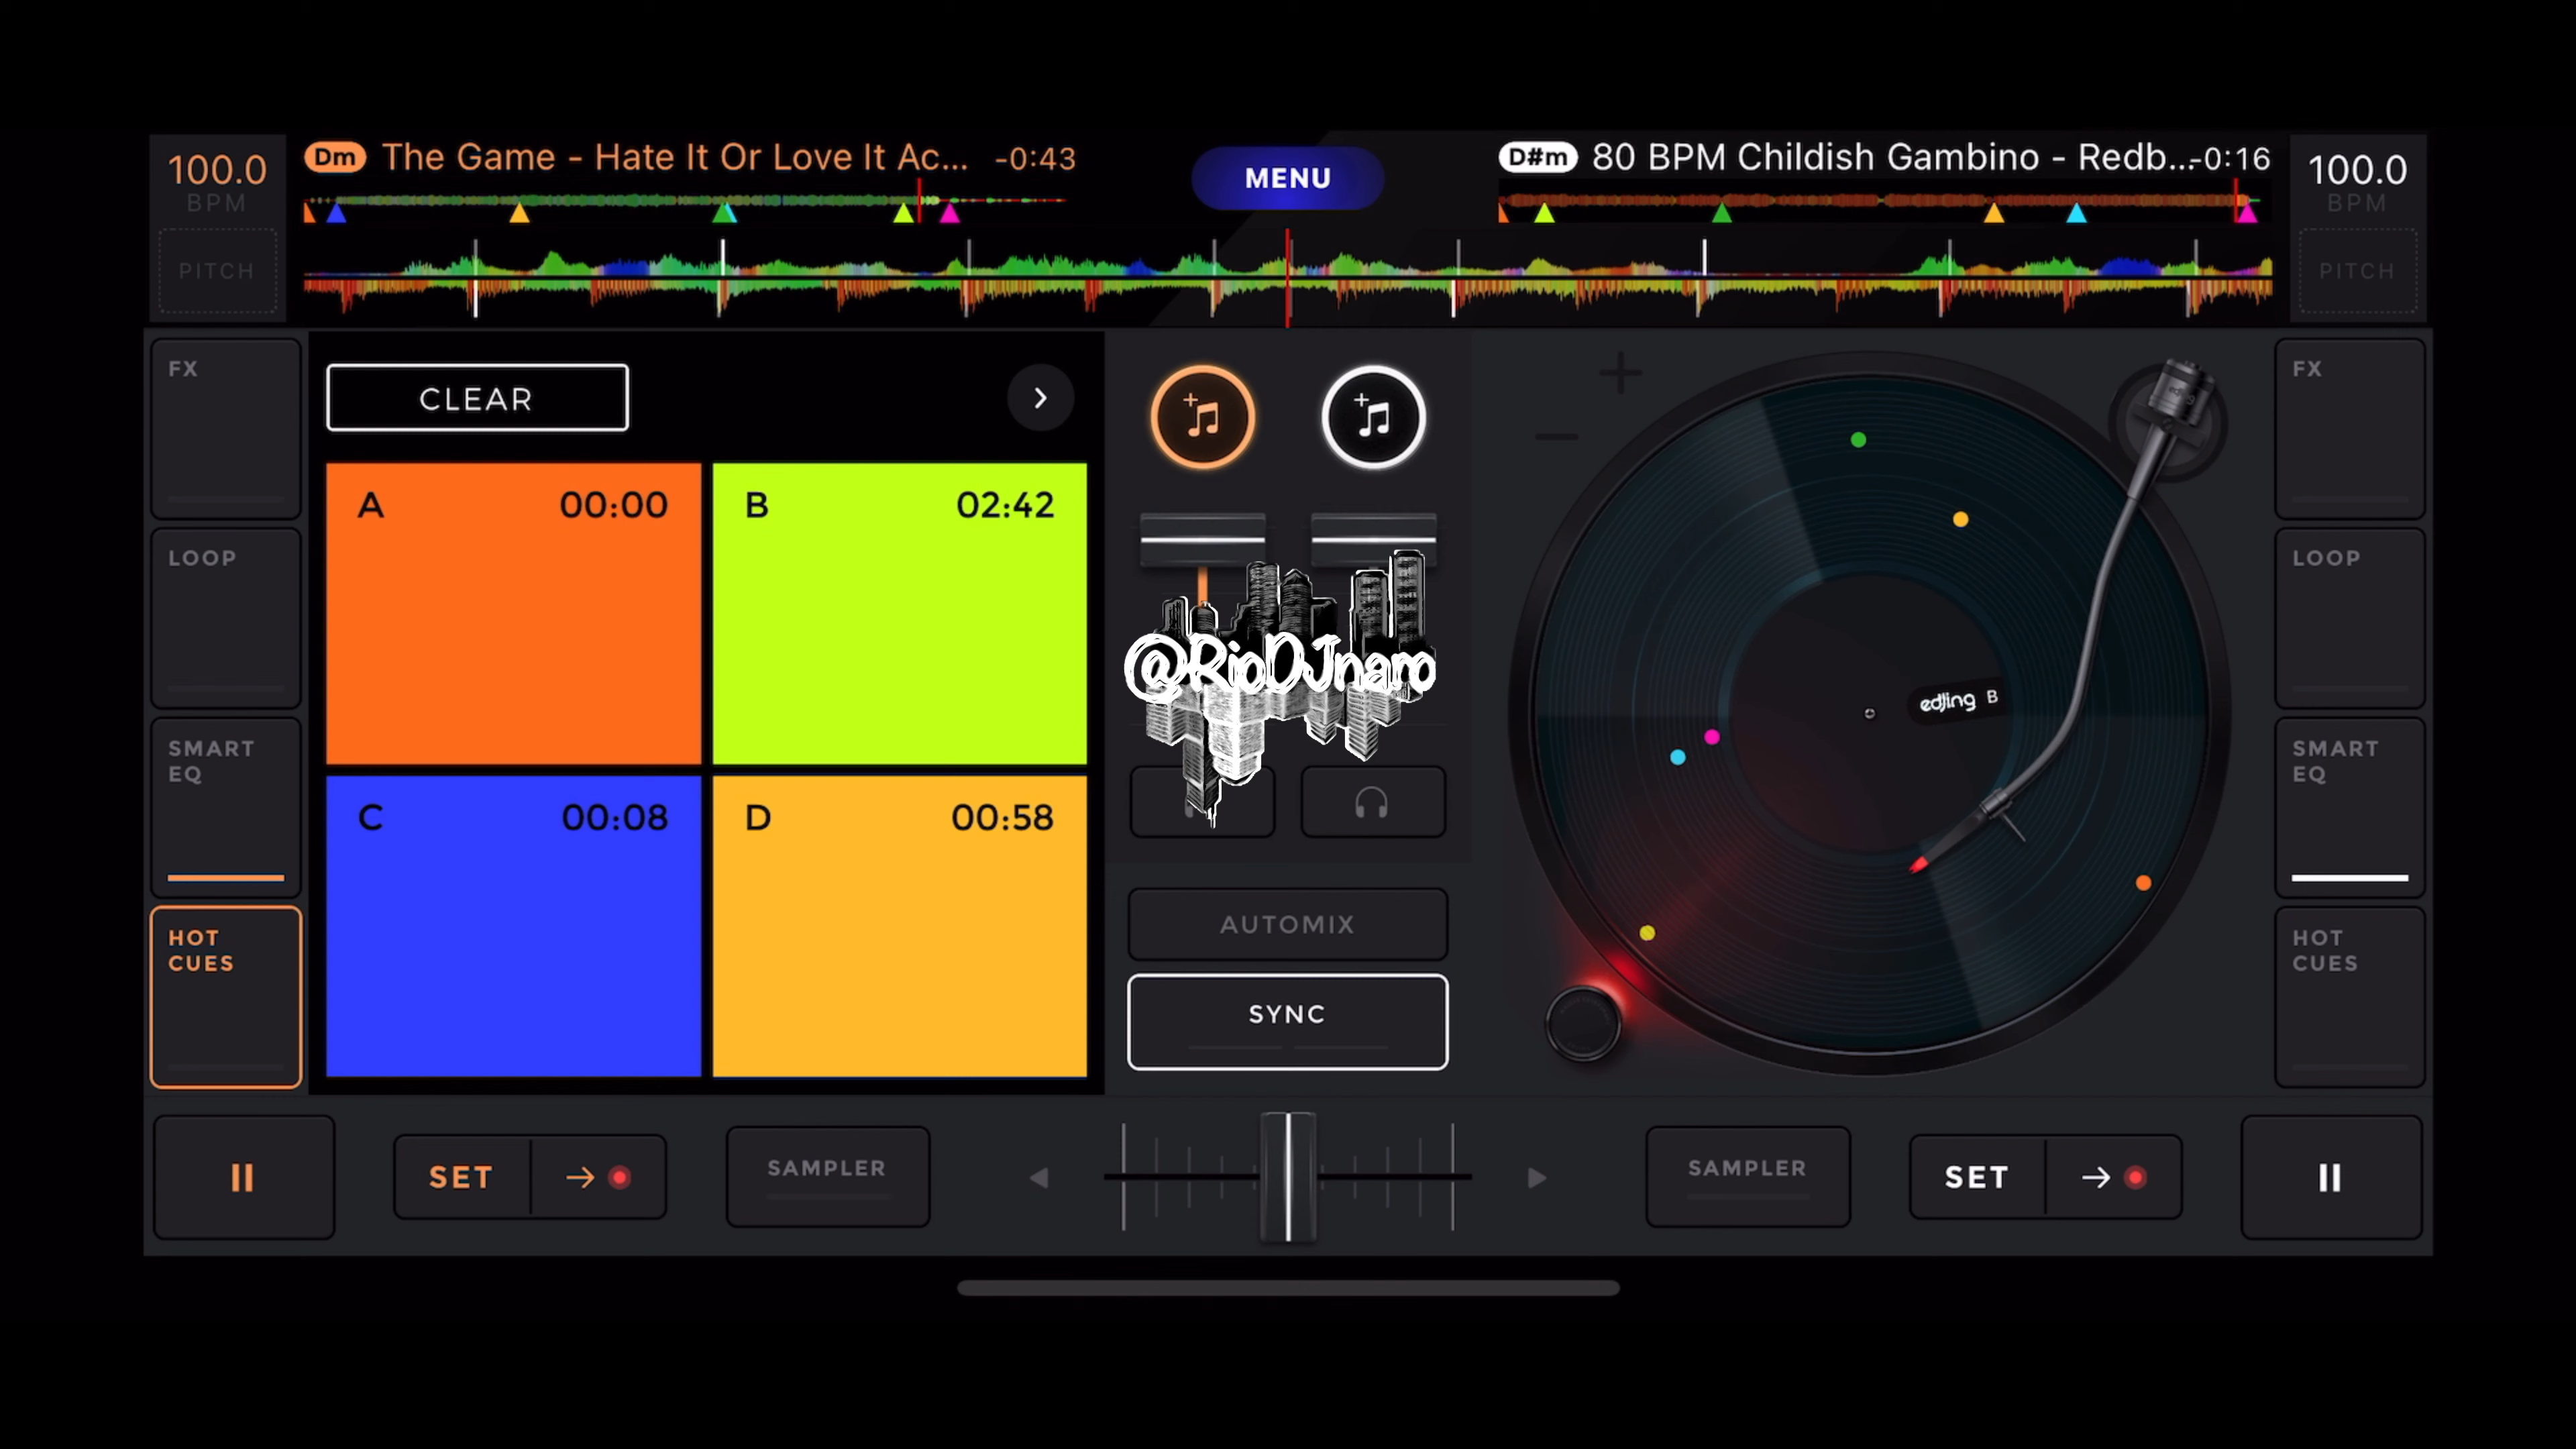 100.0
BPM
PITCH
Dm The Game - Hate It Or Love It Ac... -0:43
MENU
D#m 80 BPM Childish Gambino - Redb...-0:16
100.0
BPM
PITCH
FX
LOOP
SMART
EQ
HOT
CUES
CLEAR
A 00:00
B 02:42
C 00:08
D 00:58
@RioDJnaro
AUTOMIX
SYNC
edjing B
FX
LOOP
SMART
EQ
HOT
CUES
SET
SAMPLER
SAMPLER
SET